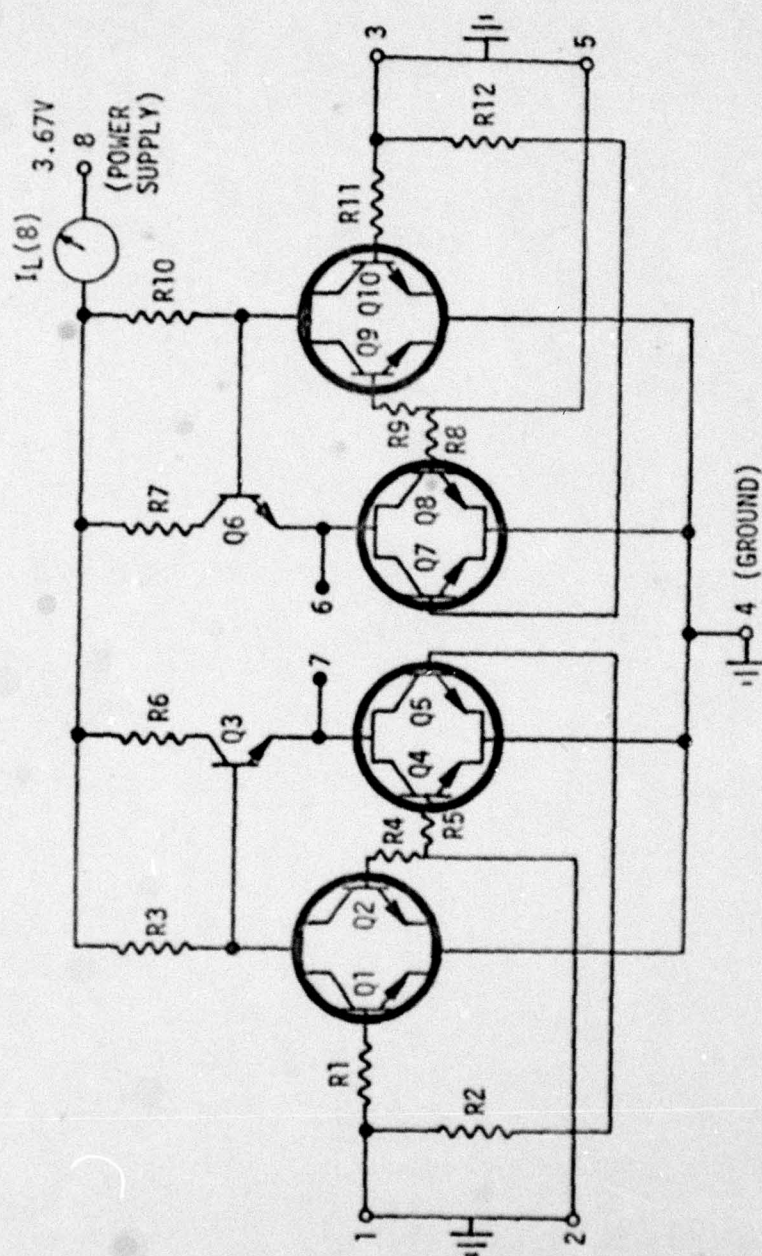 I_L(8)
3.67V
8
(POWER
SUPPLY)
R3
R6
R7
R10
Q3
Q6
7
6
3
R1
Q1
Q2
R4
R5
Q4
Q5
Q7
Q8
R8
R9
Q9
Q10
R11
R12
1
R2
2
5
4 (GROUND)